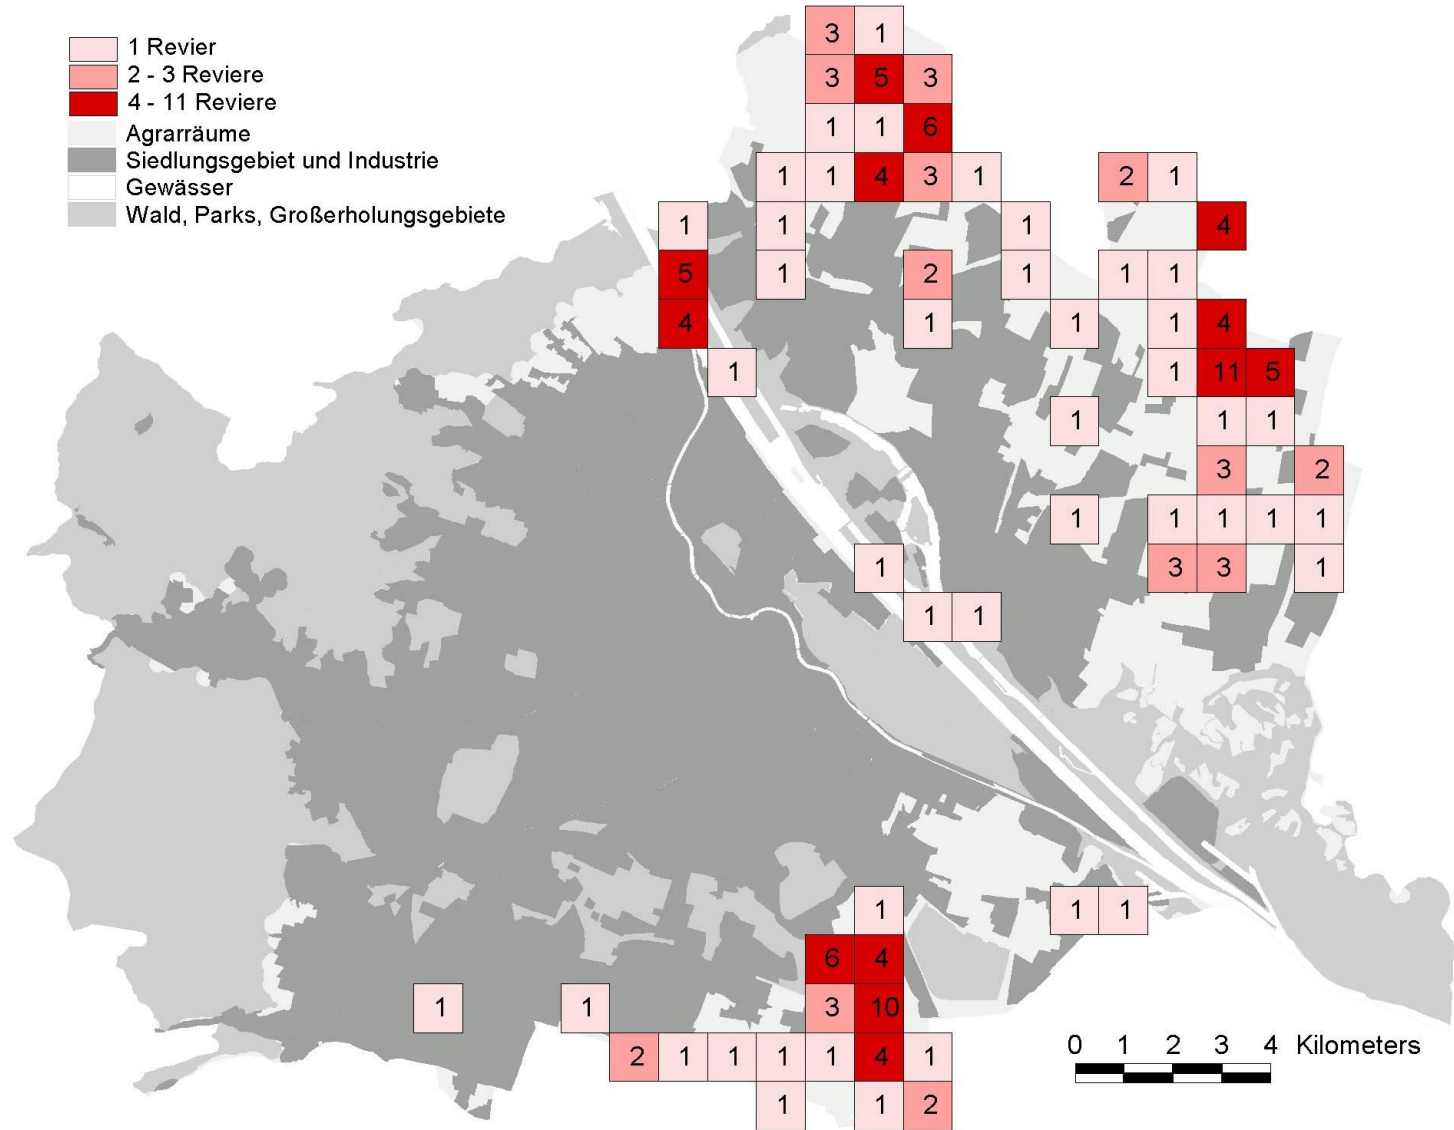 1 Revier
2 - 3 Reviere
4 - 11 Reviere
Agrarräume
Siedlungsgebiet und Industrie
Gewässer
Wald, Parks, Großerholungsgebiete
3 1
3 5 3
1 1 6
1 1 4 3 1 2 1
1 1 1 4
5 1 2 1 1 1
4 1 1 1 4
1 1 11 5
1 1 1
3 2
1 1 1 1 1
1 3 3 1
1 1
1 1 1
6 4
1 1 3 10
2 1 1 1 1 4 1
1 1 2
0 1 2 3 4 Kilometers